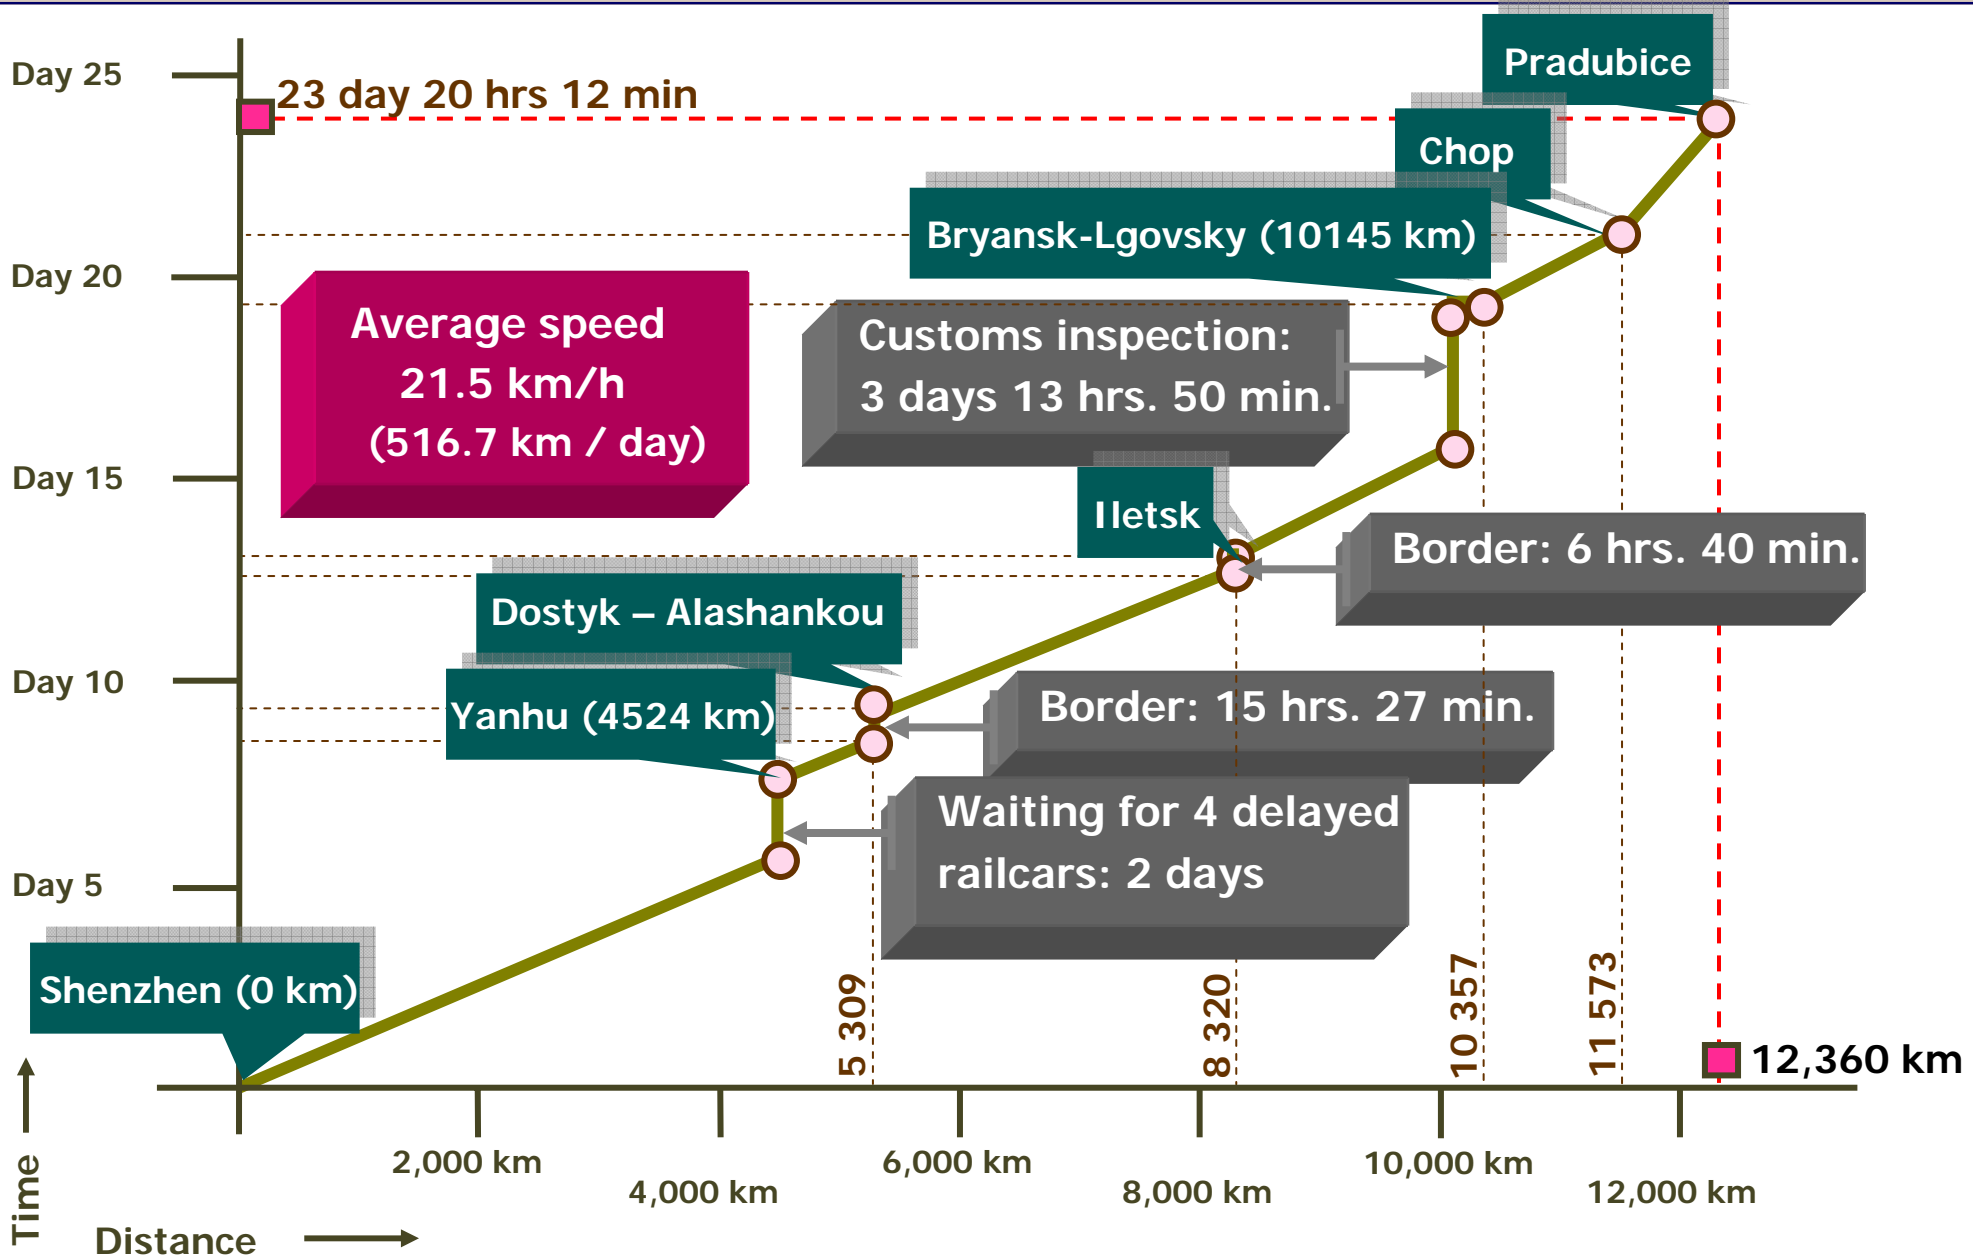 Pradubice
Day 25
23 day 20 hrs 12 min
Chop
Bryansk-Lgovsky (10145 km)
Day 20
Average speed
21.5 km/h
(516.7 km / day)
Customs inspection:
3 days 13 hrs. 50 min.
Day 15
Iletsk
Border: 6 hrs. 40 min.
Dostyk – Alashankou
Day 10
Yanhu (4524 km)
Border: 15 hrs. 27 min.
Waiting for 4 delayed
railcars: 2 days
Day 5
Shenzhen (0 km)
5 309
8 320
10 357
11 573
12,360 km
2,000 km
4,000 km
6,000 km
8,000 km
10,000 km
12,000 km
Time
Distance